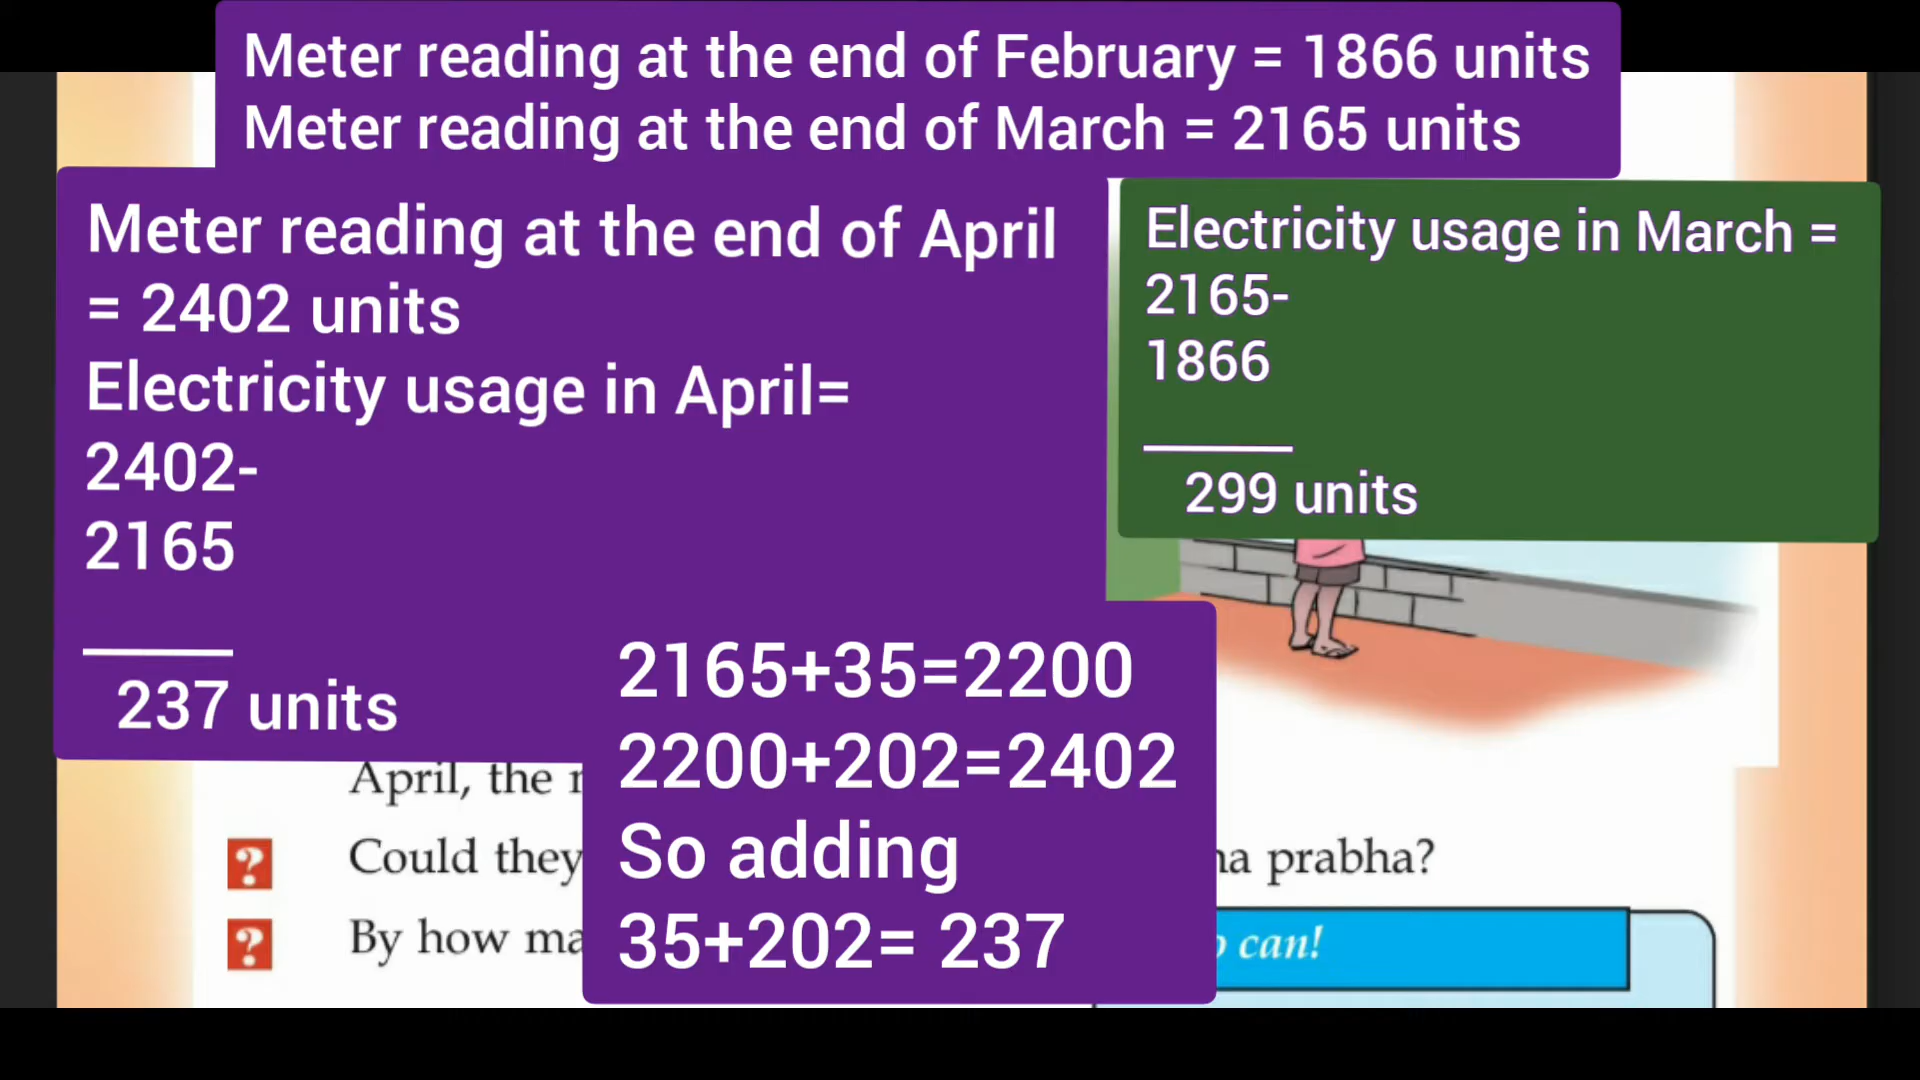 Meter reading at the end of February = 1866 units
Meter reading at the end of March = 2165 units
Meter reading at the end of April
= 2402 units
Electricity usage in April=
2402-
2165
237 units
Electricity usage in March =
2165-
1866
299 units
2165+35=2200
2200+202=2402
So adding
35+202= 237
April, the
? Could they prabha?
? By how
can!